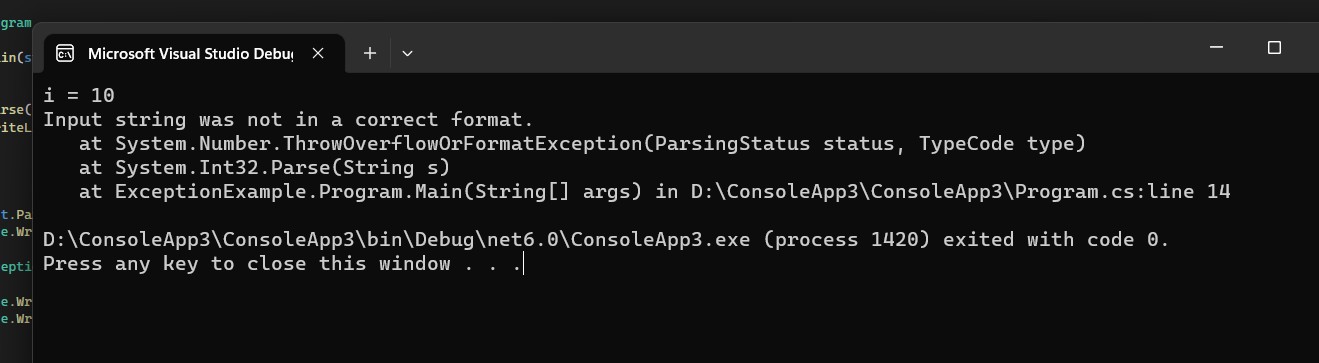 gram
Microsoft Visual Studio Debu
in(s
i = 10
Input string was not in a correct format.
at System.Number.ThrowOverflowOrFormatException(ParsingStatus status, TypeCode type)
at System.Int32.Parse(String s)
at ExceptionExample.Program.Main(String[] args) in D:\ConsoleApp3\ConsoleApp3\Program.cs:line 14
D:\ConsoleApp3\ConsoleApp3\bin\Debug\net6.0\ConsoleApp3.exe (process 1420) exited with code 0.
Press any key to close this window . . .
rse(
iteL
t.Pa
e.Wr
epti
e.Wr
e.Wr